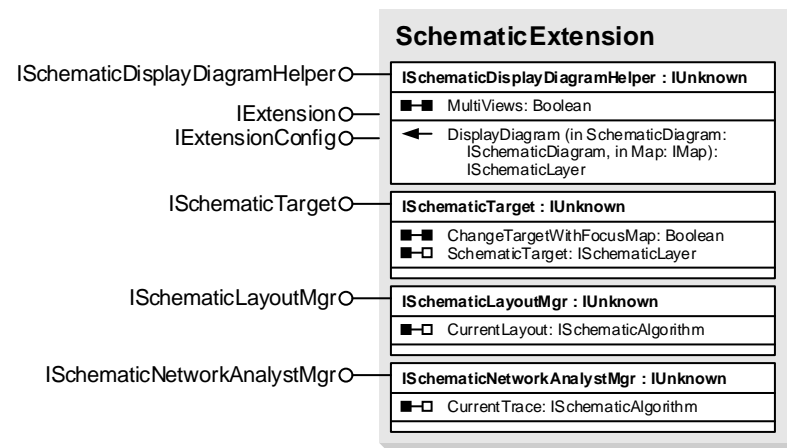 SchematicExtension
ISchematicDisplayDiagramHelper
IExtension
IExtensionConfig
ISchematicDisplayDiagramHelper : IUnknown
MultiViews: Boolean
DisplayDiagram (in SchematicDiagram:
ISchematicDiagram, in Map: IMap):
ISchematicLayer
ISchematicTarget
ISchematicTarget : IUnknown
ChangeTargetWithFocusMap: Boolean
SchematicTarget: ISchematicLayer
ISchematicLayoutMgr
ISchematicLayoutMgr : IUnknown
CurrentLayout: ISchematicAlgorithm
ISchematicNetworkAnalystMgr
ISchematicNetworkAnalystMgr : IUnknown
CurrentTrace: ISchematicAlgorithm